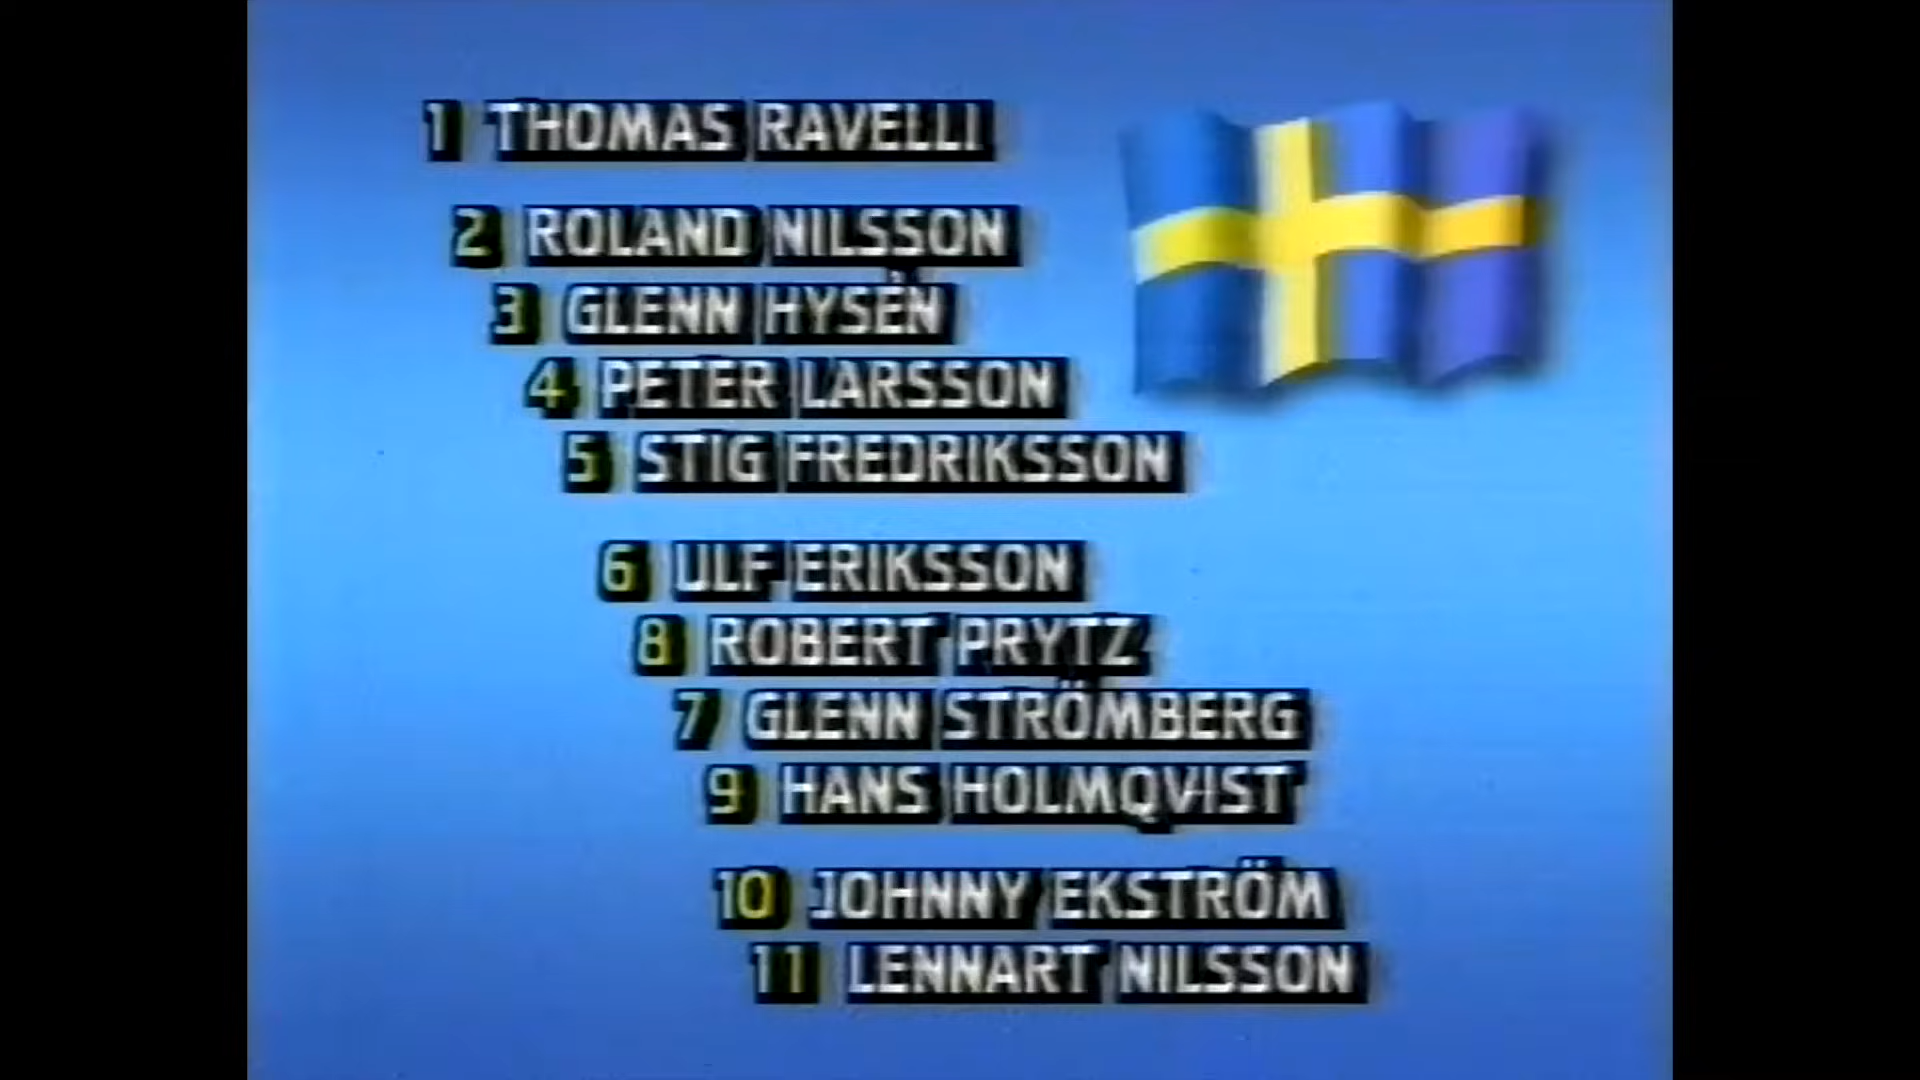 1 THOMAS RAVELLI
2 ROLAND NILSSON
3 GLENN HYSÉN
4 PETER LARSSON
5 STIG FREDRIKSSON
6 ULF ERIKSSON
8 ROBERT PRYTZ
7 GLENN STRÖMBERG
9 HANS HOLMQVIST
10 JOHNNY EKSTRÖM
11 LENNART NILSSON